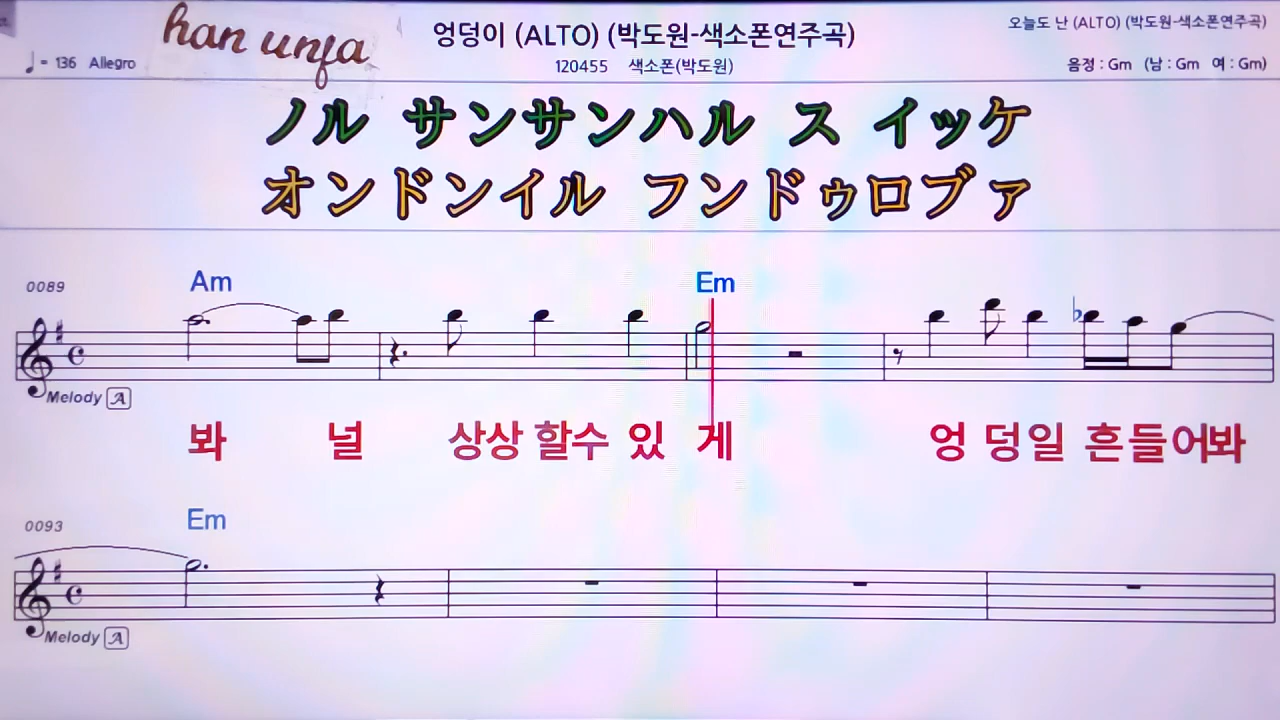 han unfa
엉덩이 (ALTO) (박도원-색소폰연주곡)
오늘도 난 (ALTO) (박도원-색소폰연주곡)
♩= 136 Allegro
120455 색소폰(박도원)
음정 : Gm (남 : Gm 여 : Gm)
ノル サンサンハル ス イッケ
オンドンイル フンドゥロブァ
0089
Am
Em
Melody A
봐 널 상상 할수 있 게 엉 덩일 흔들어봐
0093
Em
Melody A